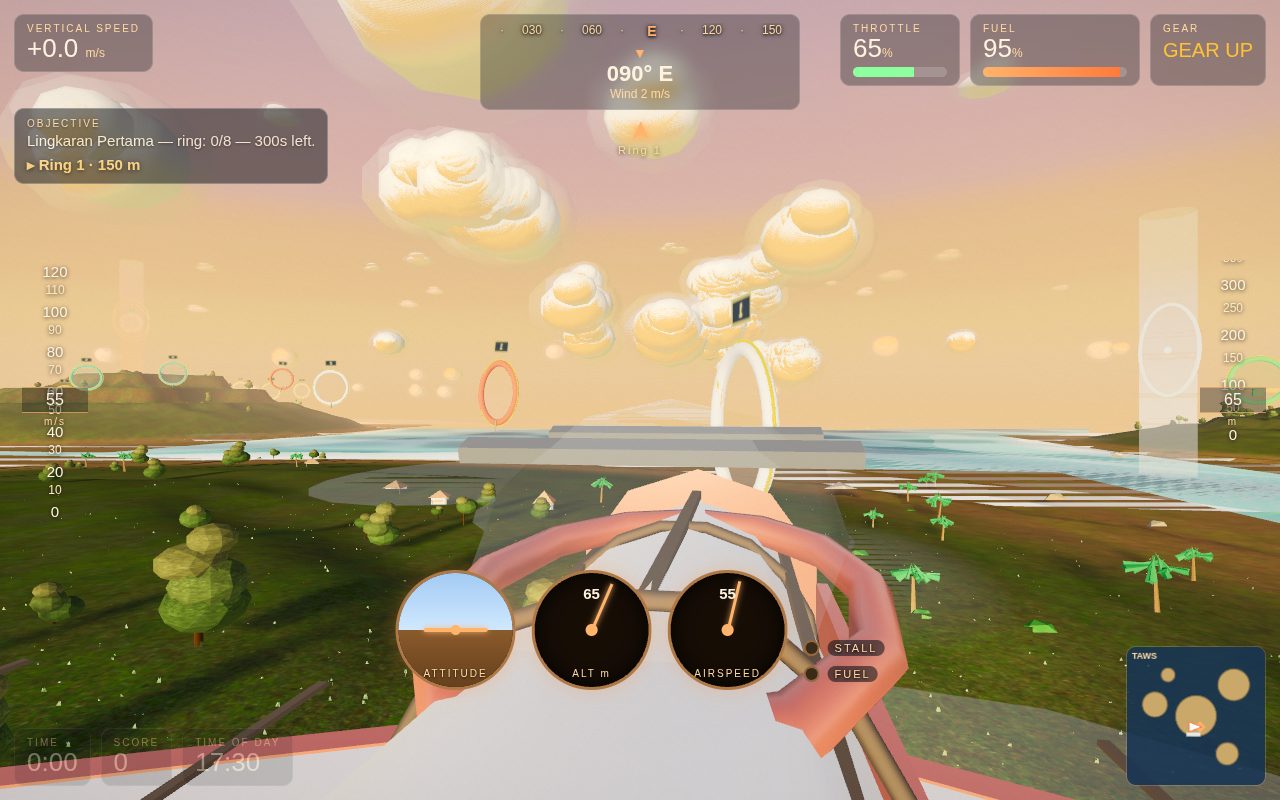 VERTICAL SPEED
+0.0 m/s
· 030 · 060 · E · 120 · 150
090° E
Wind 2 m/s
THROTTLE
65%
FUEL
95%
GEAR
GEAR UP
OBJECTIVE
Lingkaran Pertama — ring: 0/8 — 300s left.
▸ Ring 1 · 150 m
Ring 1
120
110
100
90
80
70
55
50
m/s
40
30
20
10
0
300
250
200
150
100
65
m
0
ATTITUDE
65
ALT m
55
AIRSPEED
STALL
FUEL
TAWS
TIME
0:00
SCORE
0
TIME OF DAY
17:30